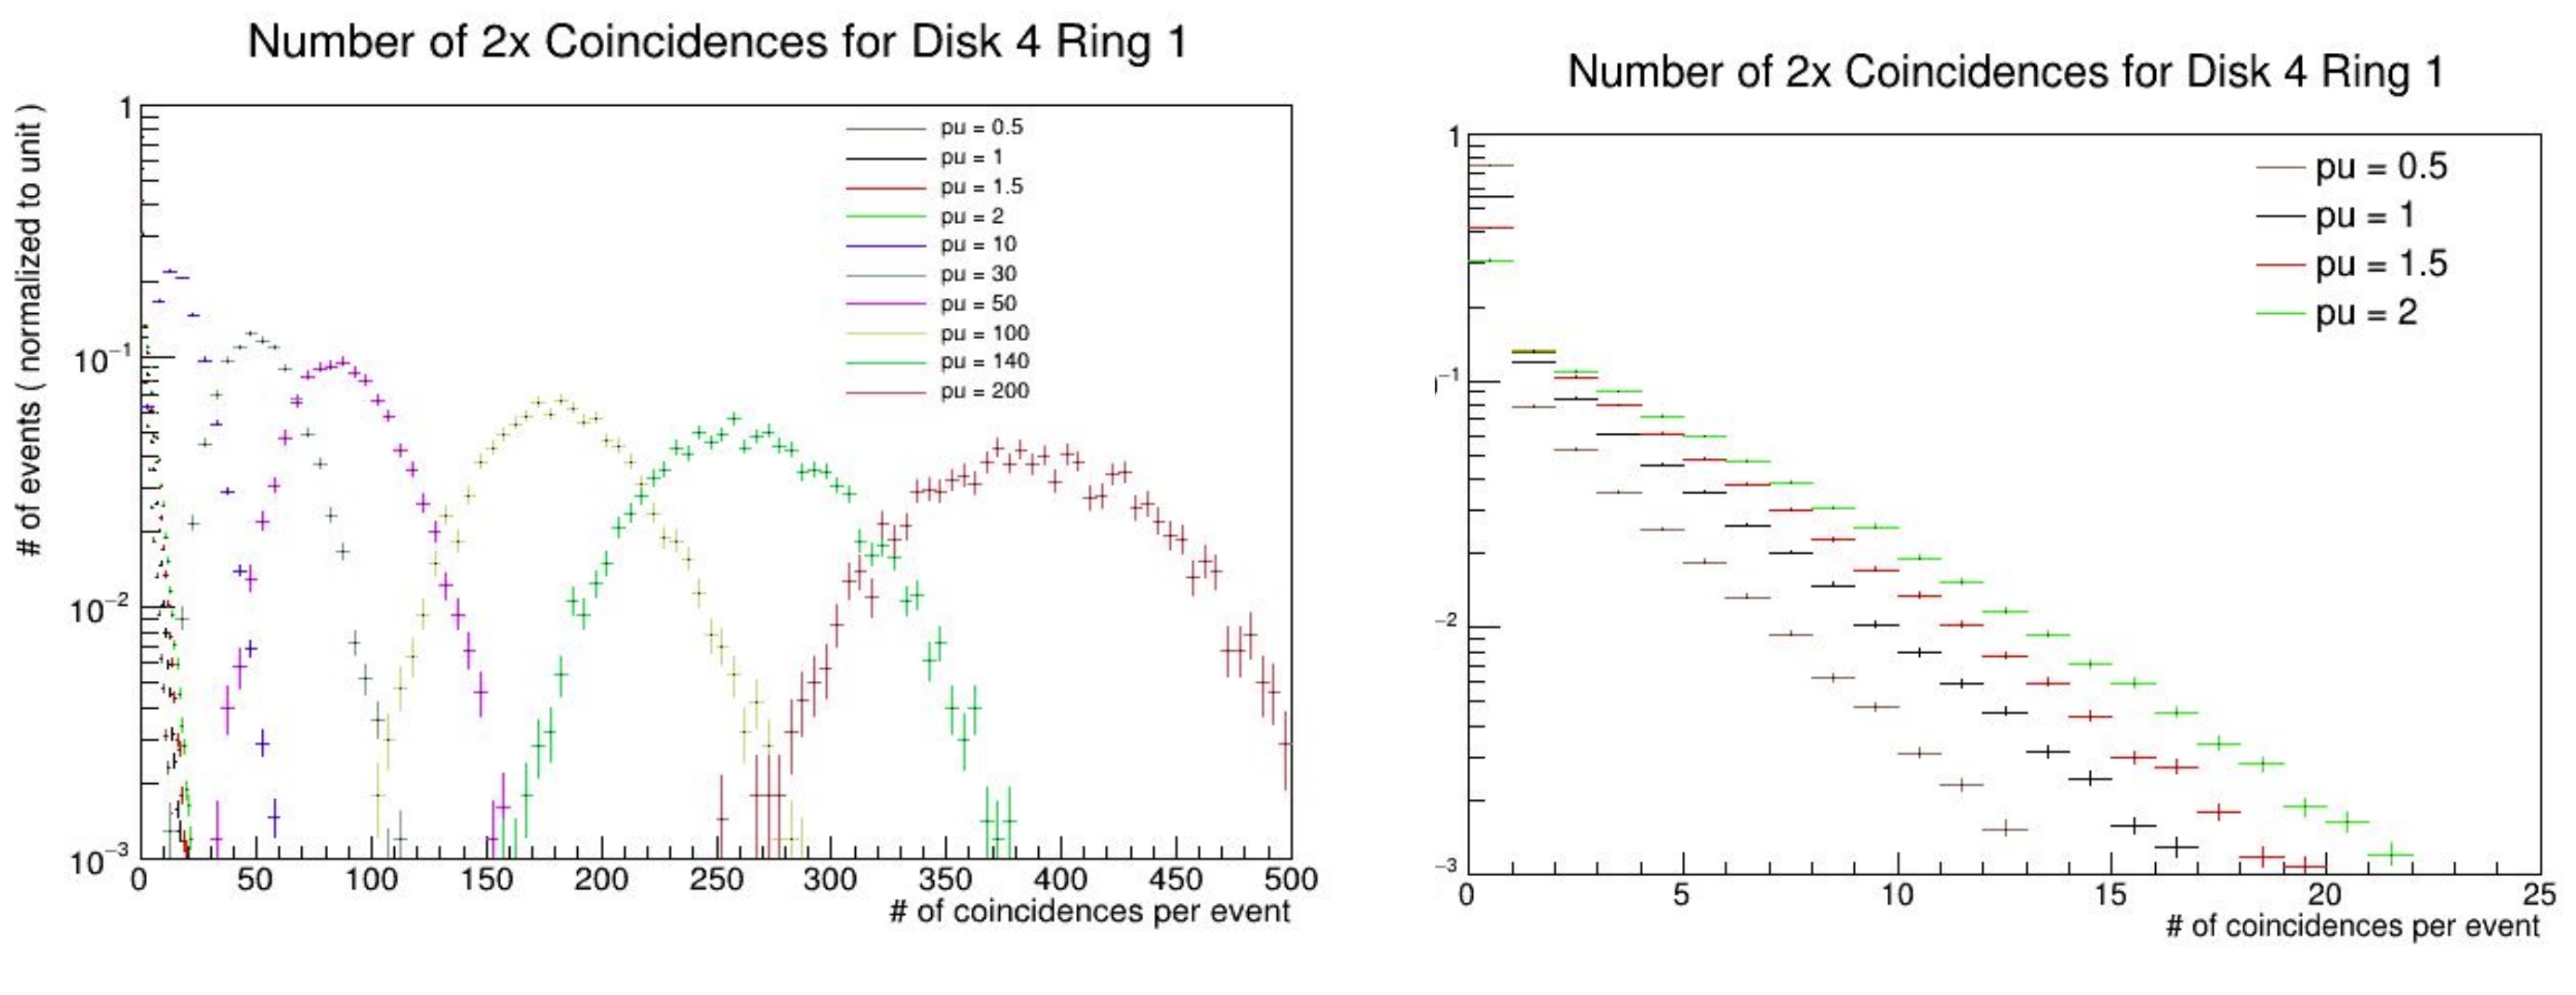 Number of 2x Coincidences for Disk 4 Ring 1
# of events ( normalized to unit )
1
10⁻¹
10⁻²
10⁻³
pu = 0.5
pu = 1
pu = 1.5
pu = 2
pu = 10
pu = 30
pu = 50
pu = 100
pu = 140
pu = 200
0 50 100 150 200 250 300 350 400 450 500
# of coincidences per event
Number of 2x Coincidences for Disk 4 Ring 1
1
−1
−2
−3
pu = 0.5
pu = 1
pu = 1.5
pu = 2
0 5 10 15 20 25
# of coincidences per event